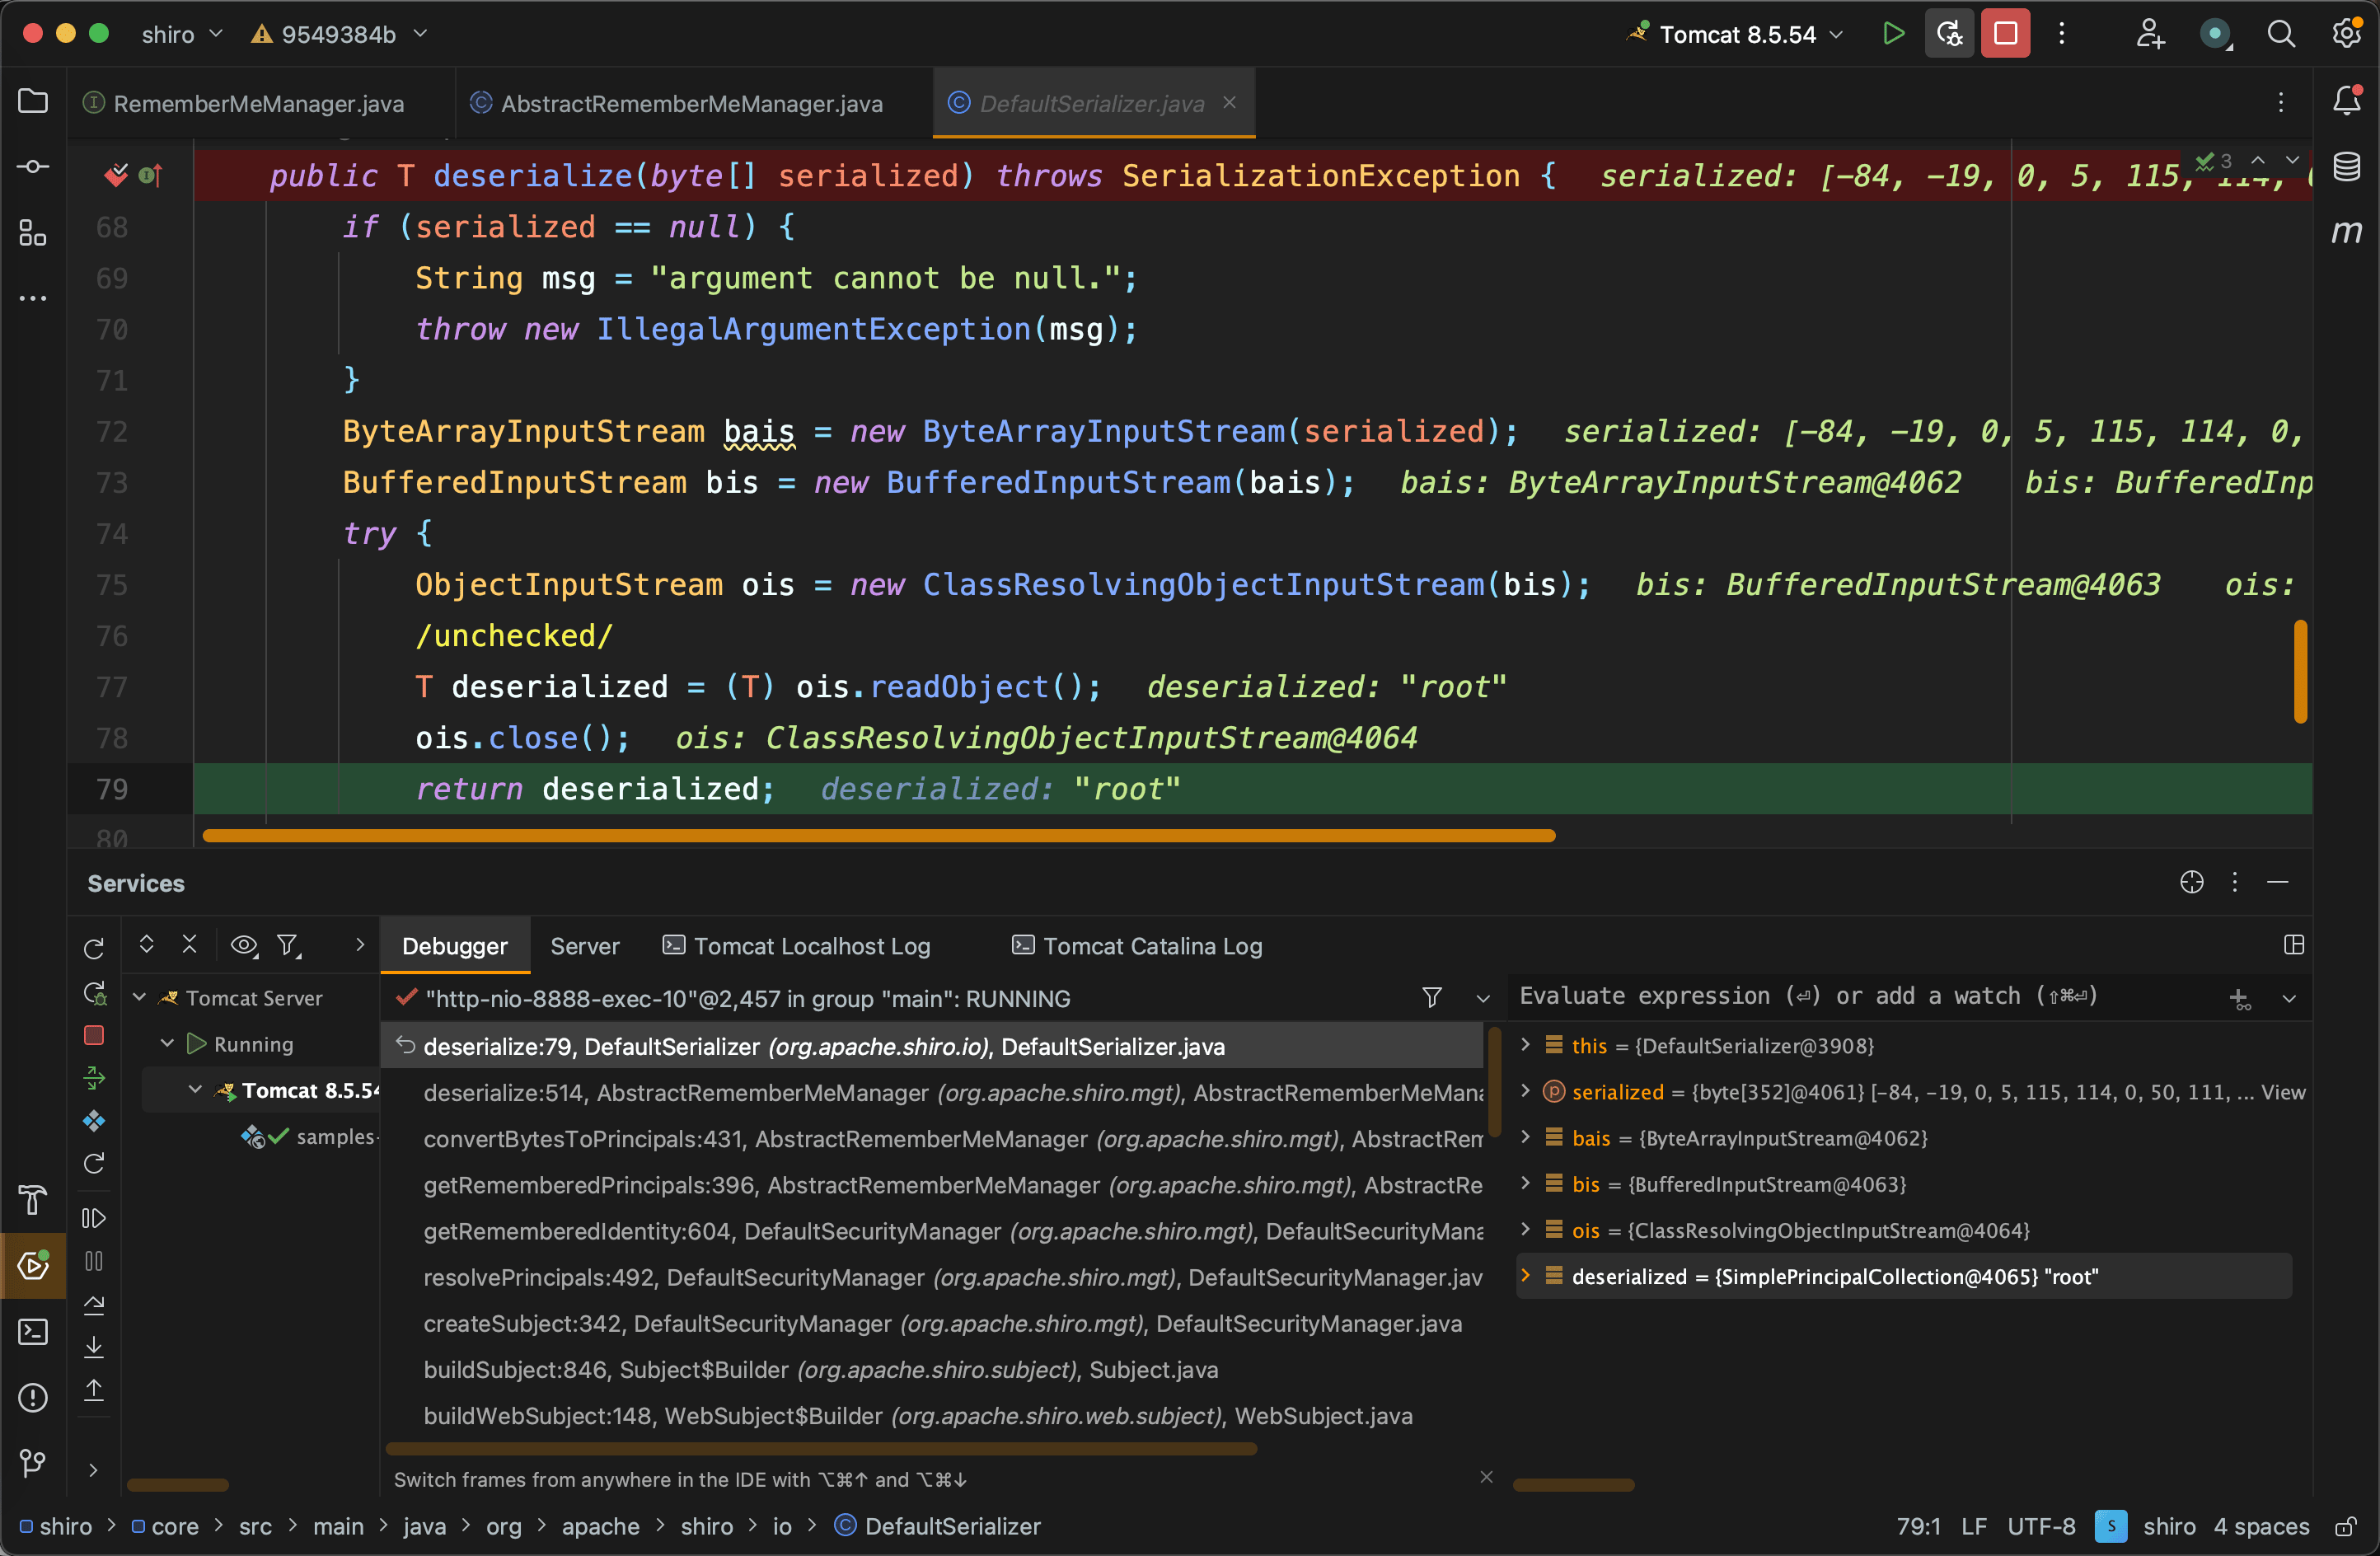 shiro 9549384b Tomcat 8.5.54
RememberMeManager.java AbstractRememberMeManager.java DefaultSerializer.java
public T deserialize(byte[] serialized) throws SerializationException { serialized: [-84, -19, 0, 5, 115, 114, 3
68 if (serialized == null) {
69 String msg = "argument cannot be null.";
70 throw new IllegalArgumentException(msg);
71 }
72 ByteArrayInputStream bais = new ByteArrayInputStream(serialized); serialized: [-84, -19, 0, 5, 115, 114, 0,
73 BufferedInputStream bis = new BufferedInputStream(bais); bais: ByteArrayInputStream@4062 bis: BufferedInp
74 try {
75 ObjectInputStream ois = new ClassResolvingObjectInputStream(bis); bis: BufferedInputStream@4063 ois:
76 /unchecked/
77 T deserialized = (T) ois.readObject(); deserialized: "root"
78 ois.close(); ois: ClassResolvingObjectInputStream@4064
79 return deserialized; deserialized: "root"
80
Services
Debugger Server Tomcat Localhost Log Tomcat Catalina Log
Tomcat Server
Running
Tomcat 8.5.54
samples-
"http-nio-8888-exec-10"@2,457 in group "main": RUNNING
deserialize:79, DefaultSerializer (org.apache.shiro.io), DefaultSerializer.java
deserialize:514, AbstractRememberMeManager (org.apache.shiro.mgt), AbstractRememberMeMana
convertBytesToPrincipals:431, AbstractRememberMeManager (org.apache.shiro.mgt), AbstractRem
getRememberedPrincipals:396, AbstractRememberMeManager (org.apache.shiro.mgt), AbstractRe
getRememberedIdentity:604, DefaultSecurityManager (org.apache.shiro.mgt), DefaultSecurityMana
resolvePrincipals:492, DefaultSecurityManager (org.apache.shiro.mgt), DefaultSecurityManager.jav
createSubject:342, DefaultSecurityManager (org.apache.shiro.mgt), DefaultSecurityManager.java
buildSubject:846, Subject$Builder (org.apache.shiro.subject), Subject.java
buildWebSubject:148, WebSubject$Builder (org.apache.shiro.web.subject), WebSubject.java
Switch frames from anywhere in the IDE with ⌥⌘↑ and ⌥⌘↓
Evaluate expression (⏎) or add a watch (⇧⌘⏎)
this = {DefaultSerializer@3908}
serialized = {byte[352]@4061} [-84, -19, 0, 5, 115, 114, 0, 50, 111, ... View
bais = {ByteArrayInputStream@4062}
bis = {BufferedInputStream@4063}
ois = {ClassResolvingObjectInputStream@4064}
deserialized = {SimplePrincipalCollection@4065} "root"
shiro > core > src > main > java > org > apache > shiro > io > DefaultSerializer 79:1 LF UTF-8 S shiro 4 spaces